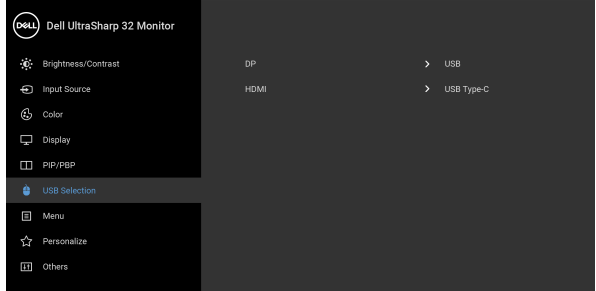 DELL
Dell UltraSharp 32 Monitor
Brightness/Contrast
Input Source
Color
Display
PIP/PBP
USB Selection
Menu
Personalize
Others
DP > USB
HDMI > USB Type-C